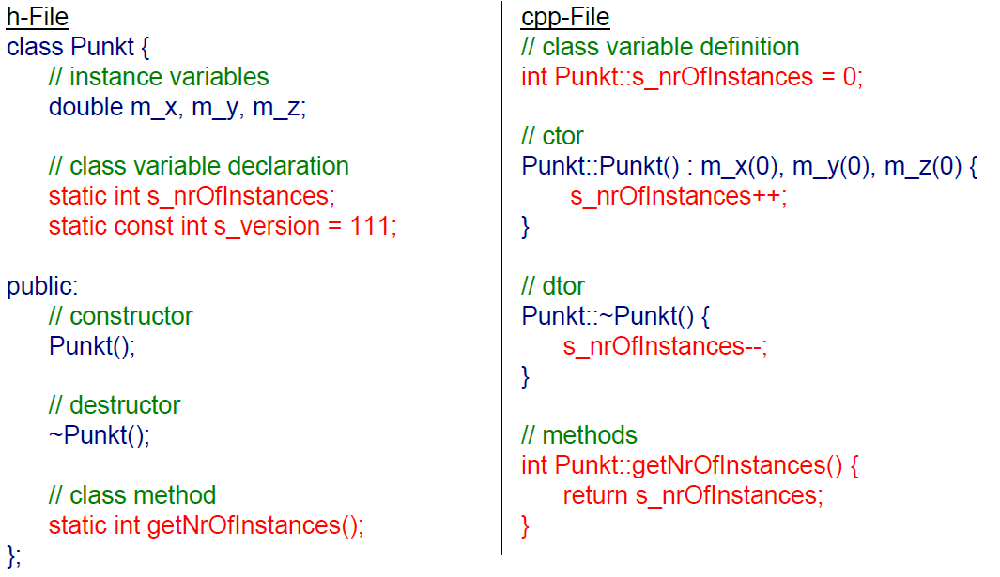 h-File
class Punkt {
// instance variables
double m_x, m_y, m_z;
// class variable declaration
static int s_nrOfInstances;
static const int s_version = 111;
public:
// constructor
Punkt();
// destructor
~Punkt();
// class method
static int getNrOfInstances();
};
cpp-File
// class variable definition
int Punkt::s_nrOfInstances = 0;
// ctor
Punkt::Punkt() : m_x(0), m_y(0), m_z(0) {
s_nrOfInstances++;
}
// dtor
Punkt::~Punkt() {
s_nrOfInstances--;
}
// methods
int Punkt::getNrOfInstances() {
return s_nrOfInstances;
}